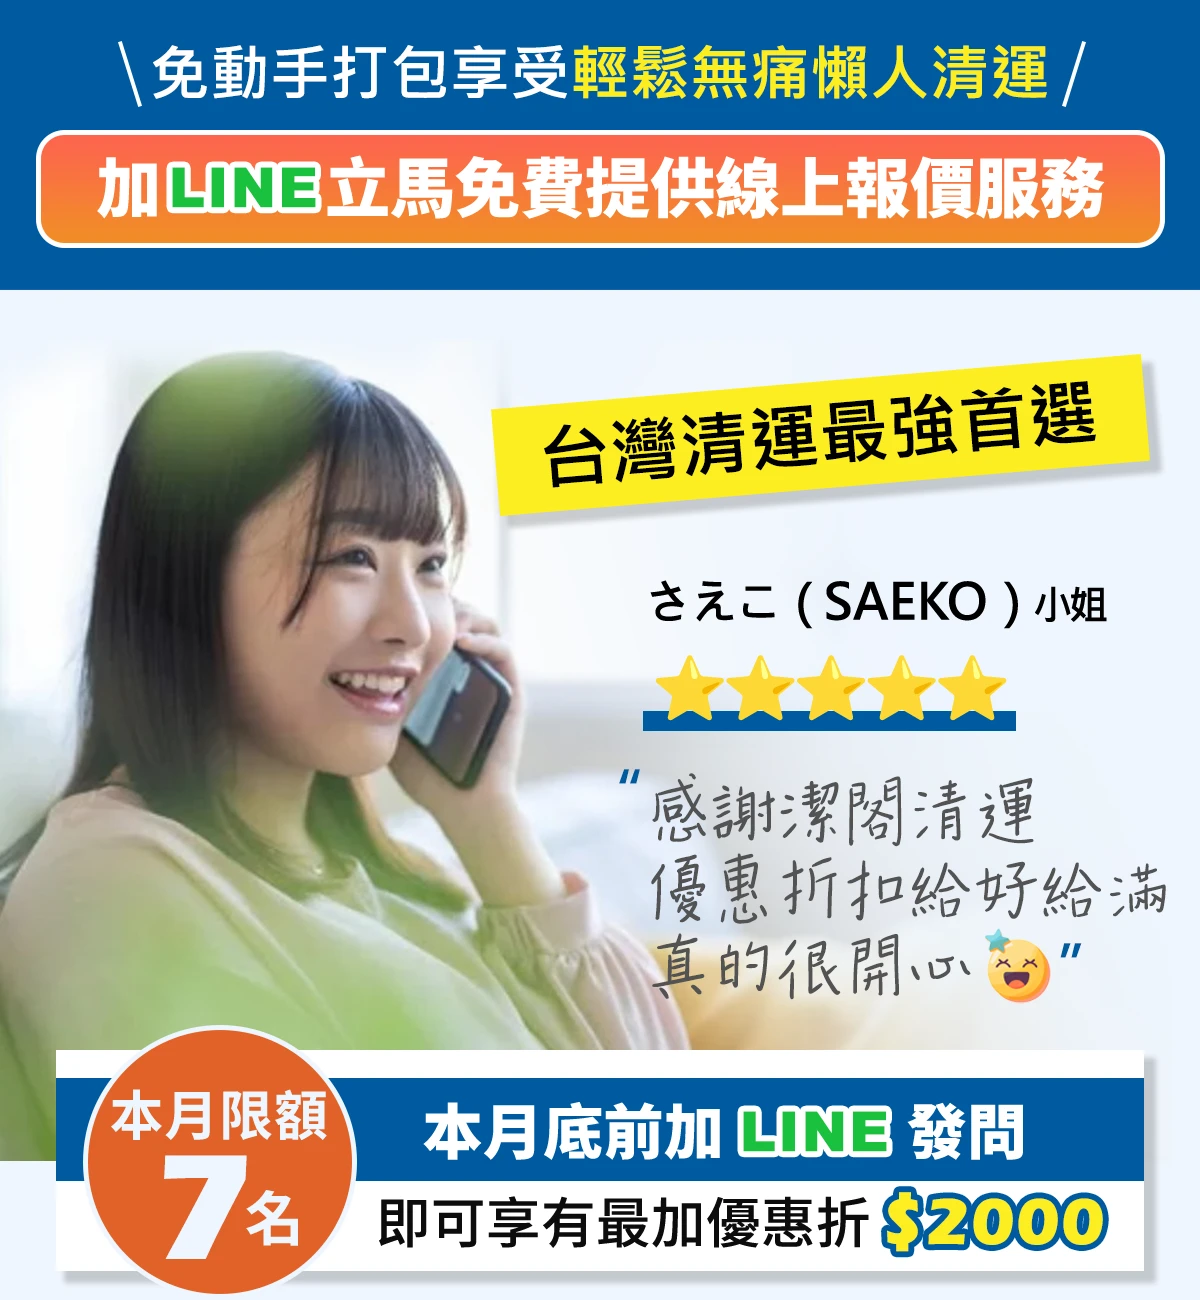 \免動手打包享受輕鬆無痛懶人清運/
加LINE立馬免費提供線上報價服務
台灣清運最強首選
さえこ(SAEKO)小姐
"感謝潔閣清運
優惠折扣給好給滿
真的很開心"
本月限額
7名
本月底前加 LINE 發問
即可享有最加優惠折 $2000